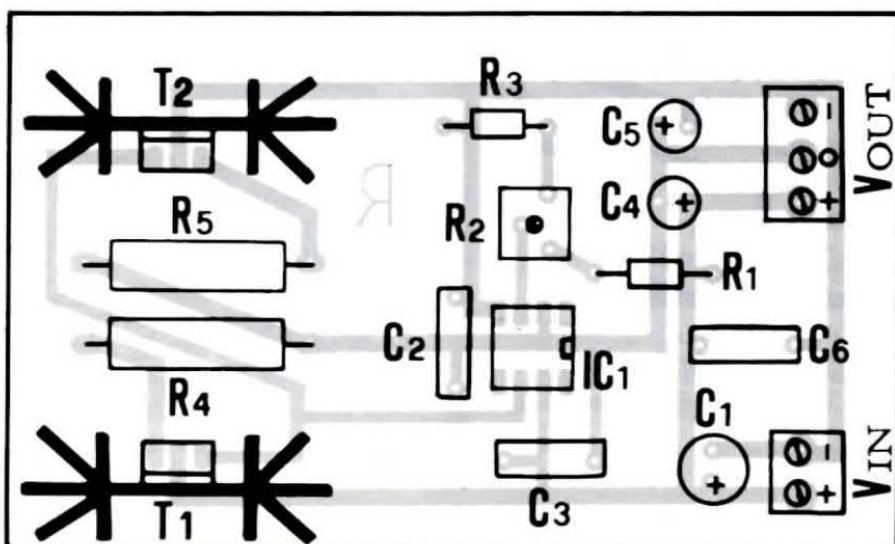 T2
R3
C5
-
O
+
VOUT
C4
+
+
R5
R2
R1
C2
IC1
C6
R4
C1
+
-
+
VIN
T1
C3
R